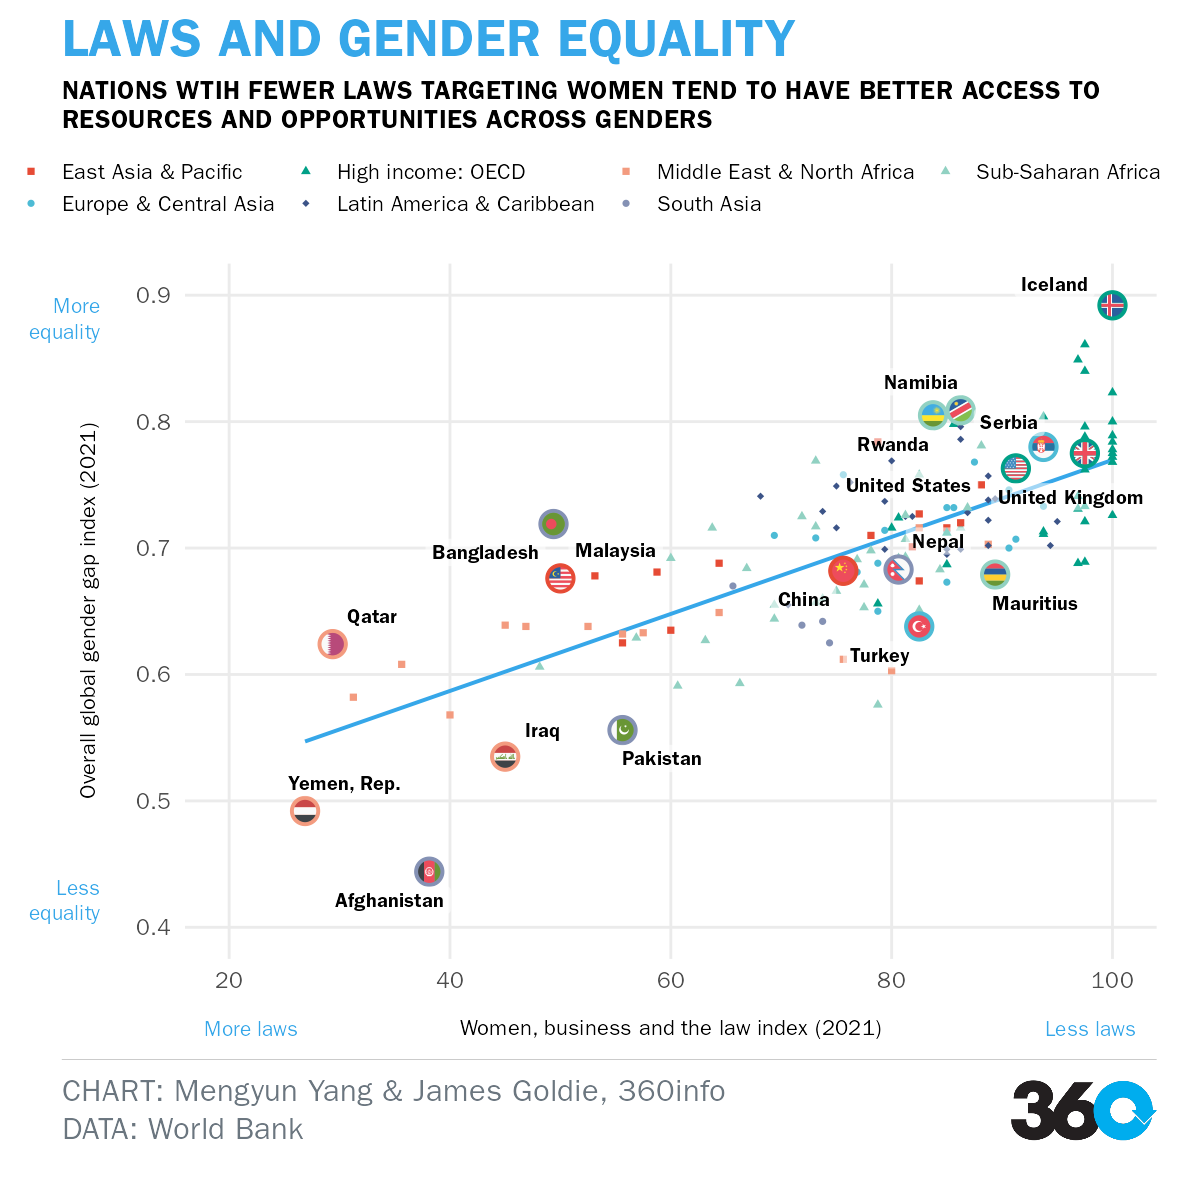 LAWS AND GENDER EQUALITY
NATIONS WTIH FEWER LAWS TARGETING WOMEN TEND TO HAVE BETTER ACCESS TO
RESOURCES AND OPPORTUNITIES ACROSS GENDERS
East Asia & Pacific
High income: OECD
Middle East & North Africa
Sub-Saharan Africa
Europe & Central Asia
Latin America & Caribbean
South Asia
More
equality
Less
equality
Overall global gender gap index (2021)
0.9
0.8
0.7
0.6
0.5
0.4
Iceland
Namibia
Serbia
Rwanda
United States
United Kingdom
Bangladesh
Malaysia
Nepal
China
Mauritius
Qatar
Turkey
Iraq
Pakistan
Yemen, Rep.
Afghanistan
20
40
60
80
100
More laws
Women, business and the law index (2021)
Less laws
CHART: Mengyun Yang & James Goldie, 360info
DATA: World Bank
360